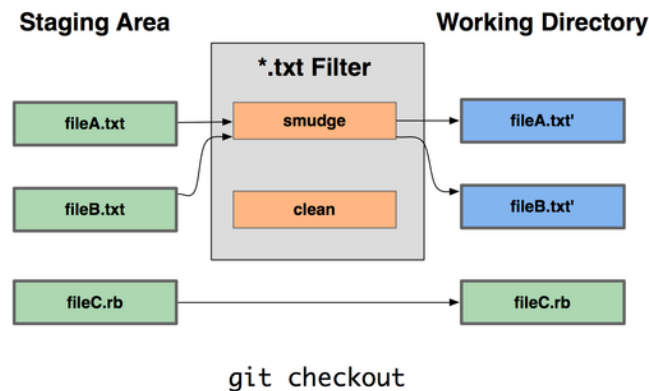 Staging Area
Working Directory
*.txt Filter
fileA.txt
smudge
fileA.txt'
fileB.txt
clean
fileB.txt'
fileC.rb
fileC.rb
git checkout